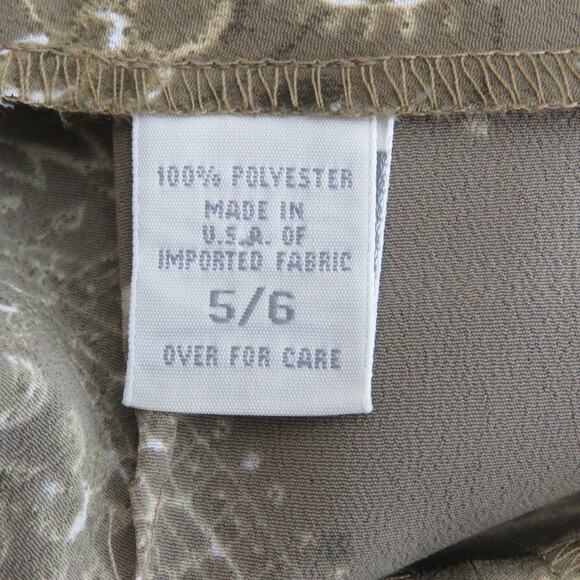 100% POLYESTER
MADE IN
U.S.A. OF
IMPORTED FABRIC
5/6
OVER FOR CARE